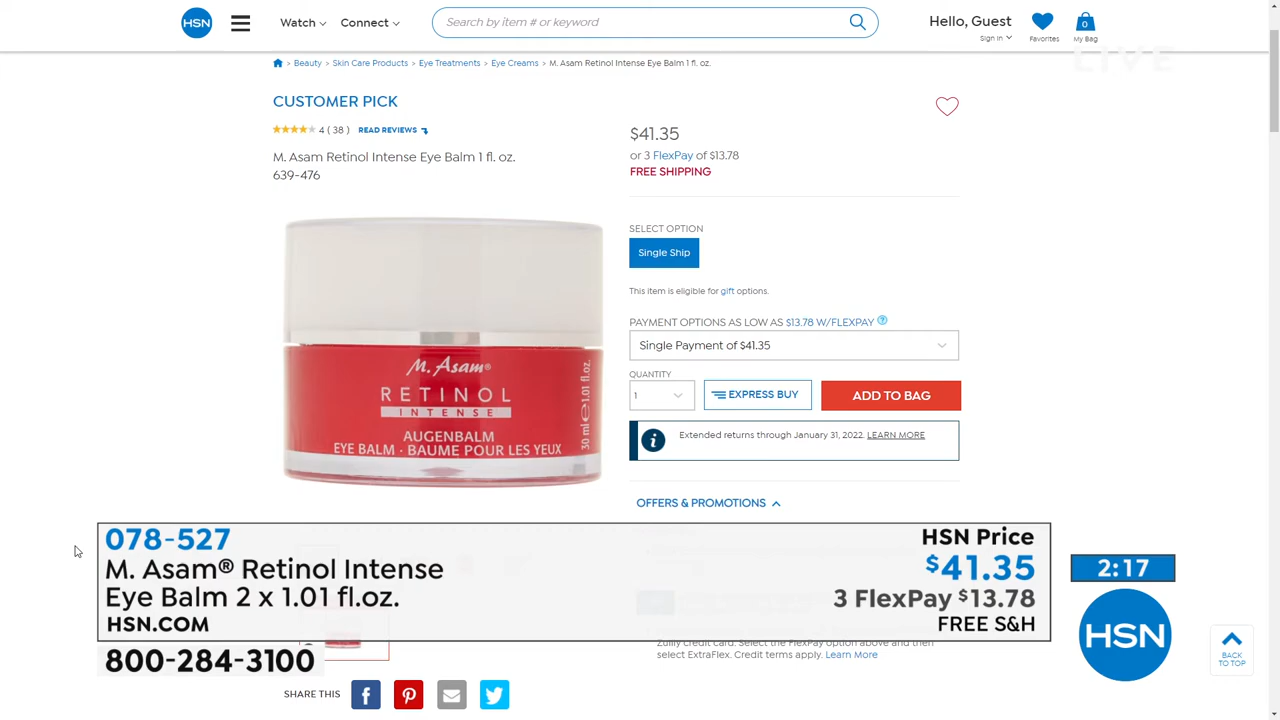 HSN
Watch
Connect
Search by item # or keyword
Hello, Guest
Sign In
Favorites
0
My Bag
LIVE
> Beauty > Skin Care Products > Eye Treatments > Eye Creams > M. Asam Retinol Intense Eye Balm 1 fl. oz.
CUSTOMER PICK
4 ( 38 ) READ REVIEWS
M. Asam Retinol Intense Eye Balm 1 fl. oz.
639-476
$41.35
or 3 FlexPay of $13.78
FREE SHIPPING
SELECT OPTION
Single Ship
This item is eligible for gift options.
PAYMENT OPTIONS AS LOW AS $13.78 W/FLEXPAY ?
Single Payment of $41.35
QUANTITY
1
EXPRESS BUY
ADD TO BAG
i Extended returns through January 31, 2022. LEARN MORE
OFFERS & PROMOTIONS
M. Asam®
RETINOL
INTENSE
AUGENBALM
EYE BALM · BAUME POUR LES YEUX
30 ml ℮ 1.01 fl.oz.
078-527
M. Asam® Retinol Intense
Eye Balm 2 x 1.01 fl.oz.
HSN.COM
HSN Price
$41.35
3 FlexPay $13.78
FREE S&H
2:17
HSN
800-284-3100
Zulily credit card. Select the FlexPay option above and then
select ExtraFlex. Credit terms apply. Learn More
BACK
TO TOP
SHARE THIS